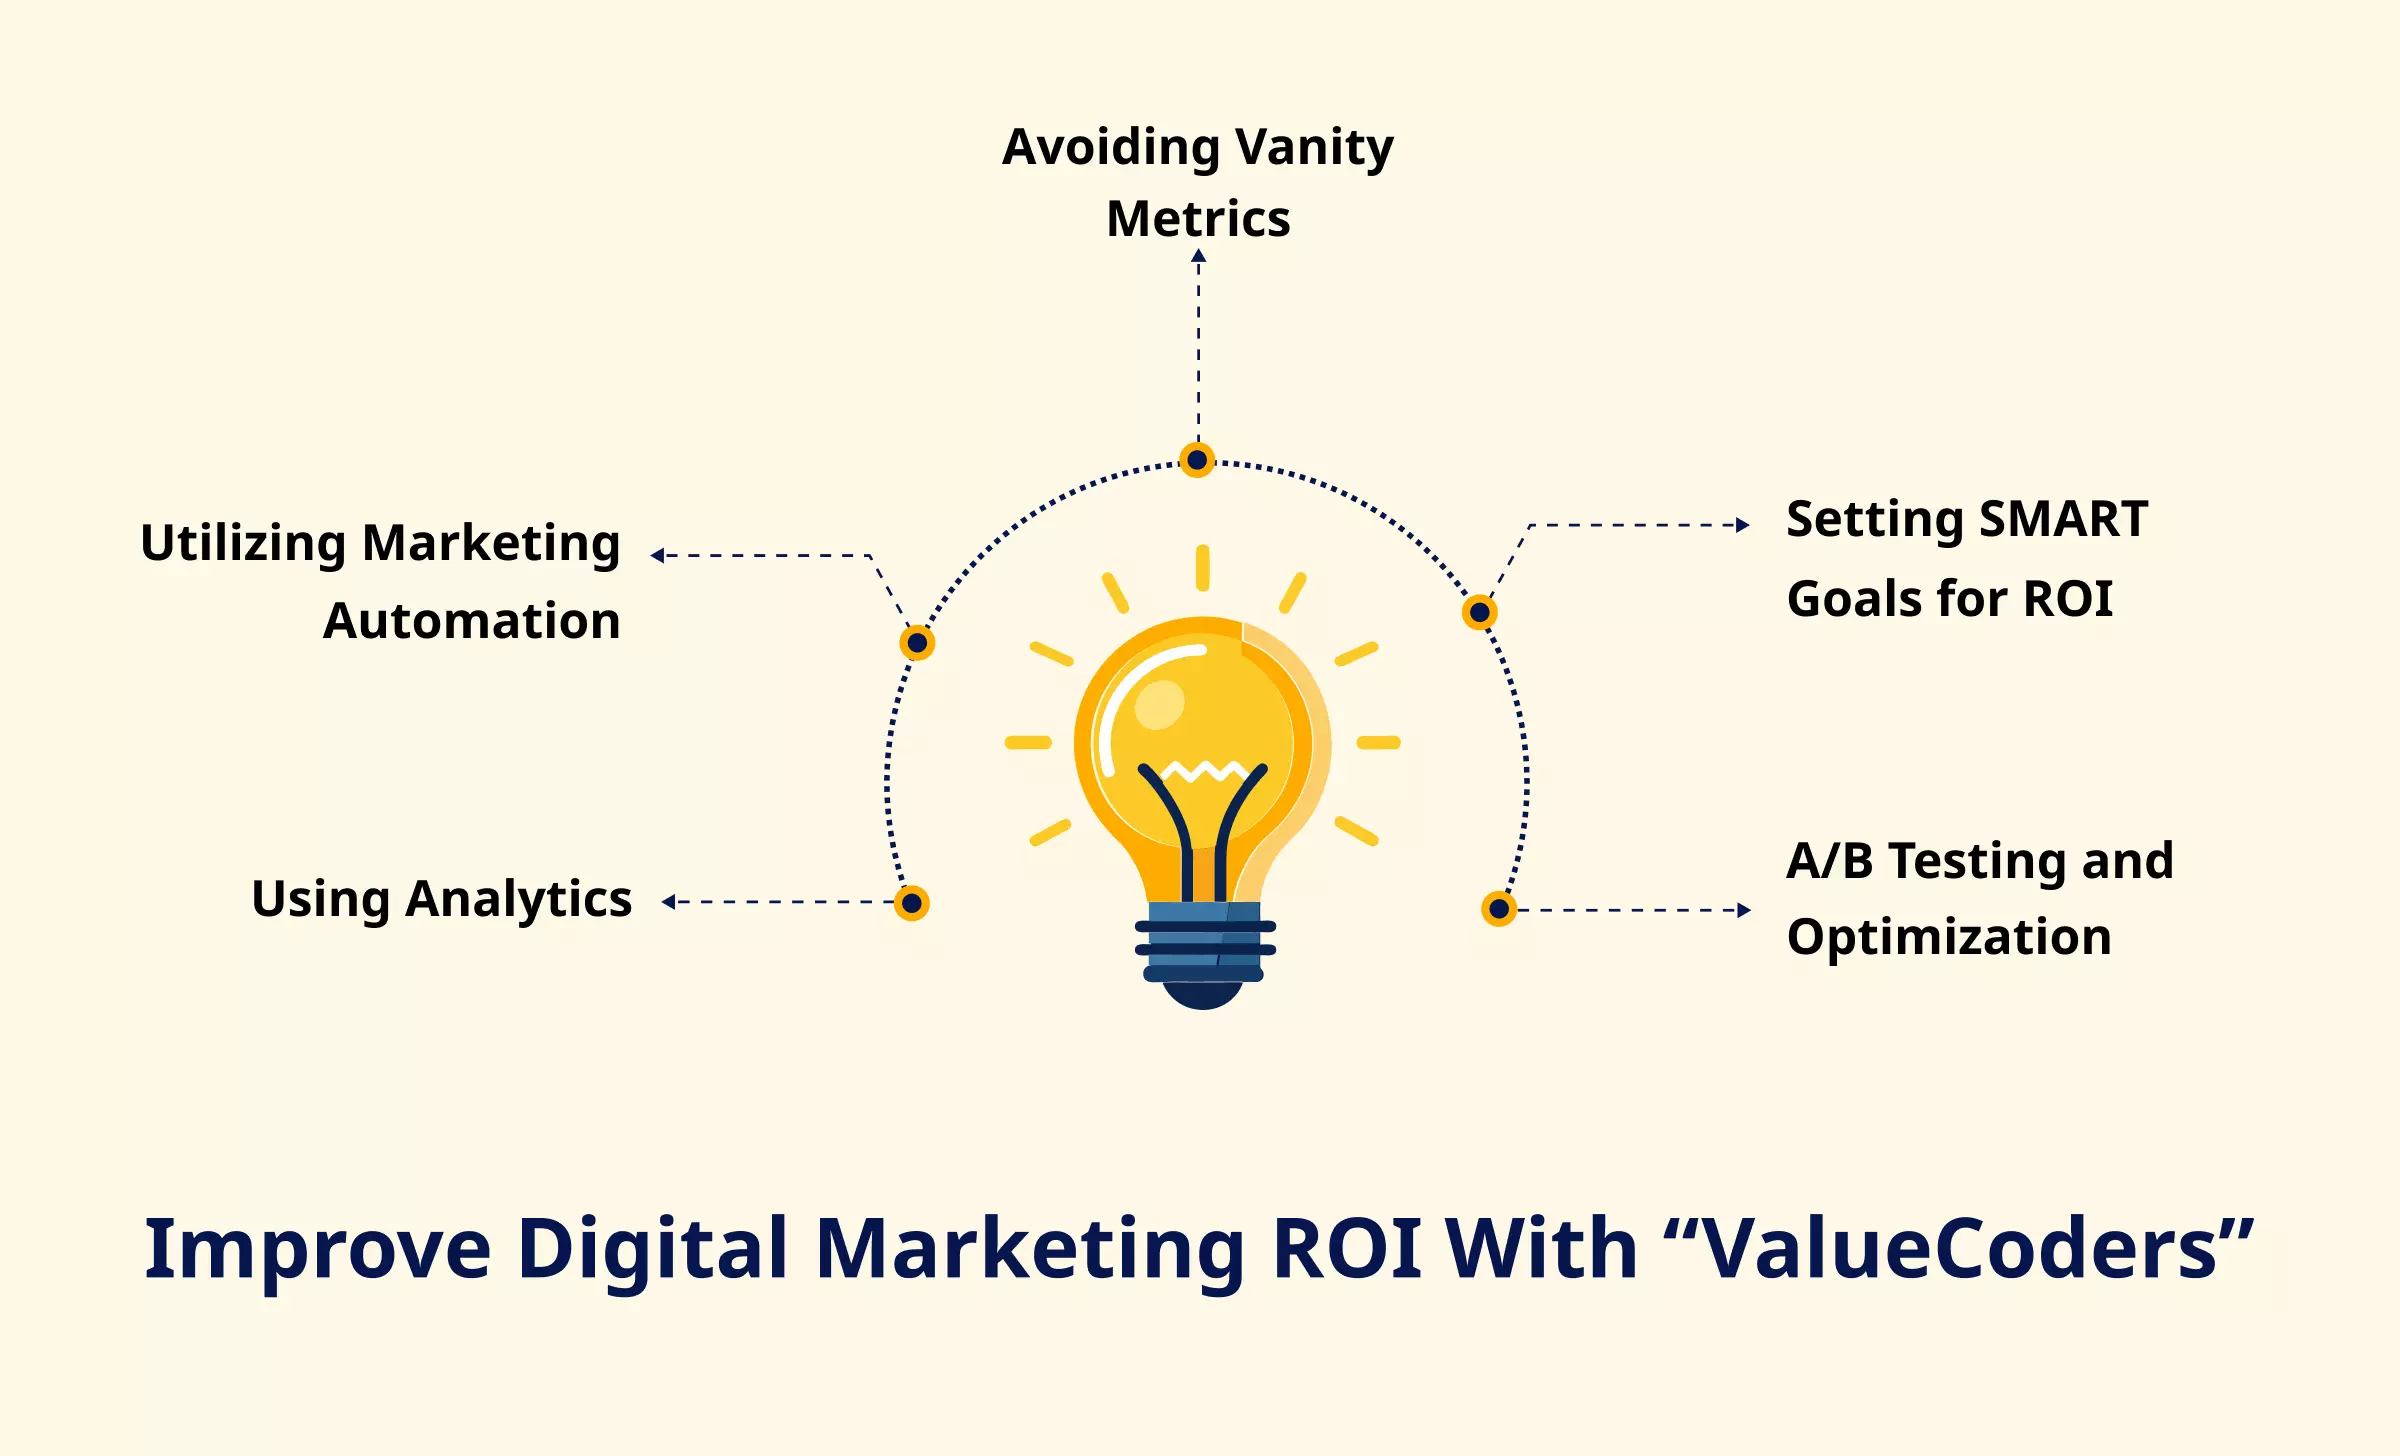 Avoiding Vanity
Metrics
Utilizing Marketing
Automation
Setting SMART
Goals for ROI
Using Analytics
A/B Testing and
Optimization
Improve Digital Marketing ROI With “ValueCoders”